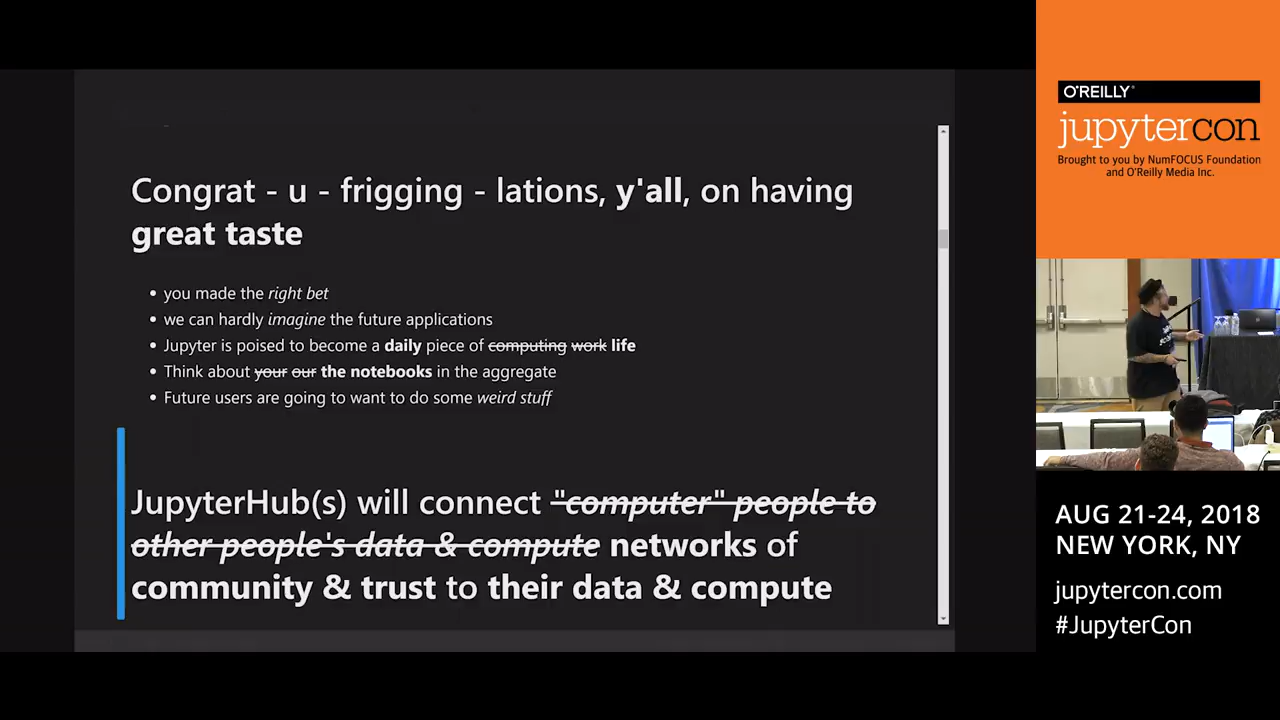 Congrat - u - frigging - lations, y'all, on having
great taste
• you made the right bet
• we can hardly imagine the future applications
• Jupyter is poised to become a daily piece of computing work life
• Think about your our the notebooks in the aggregate
• Future users are going to want to do some weird stuff
JupyterHub(s) will connect "computer" people to
other people's data & compute networks of
community & trust to their data & compute
O'REILLY®
jupytercon
Brought to you by NumFOCUS Foundation
and O'Reilly Media Inc.
AUG 21-24, 2018
NEW YORK, NY
jupytercon.com
#JupyterCon